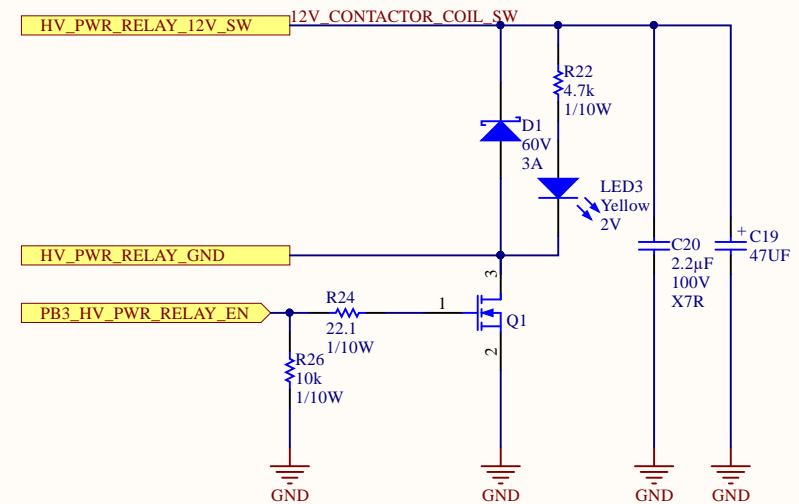 12V_CONTACTOR_COIL_SW
HV_PWR_RELAY_12V_SW
R22
4.7k
1/10W
D1
60V
3A
LED3
Yellow
2V
HV_PWR_RELAY_GND
C20
2.2µF
100V
X7R
+
C19
47UF
3
PB3_HV_PWR_RELAY_EN
R24
22.1
1/10W
1
Q1
2
R26
10k
1/10W
GND
GND
GND
GND